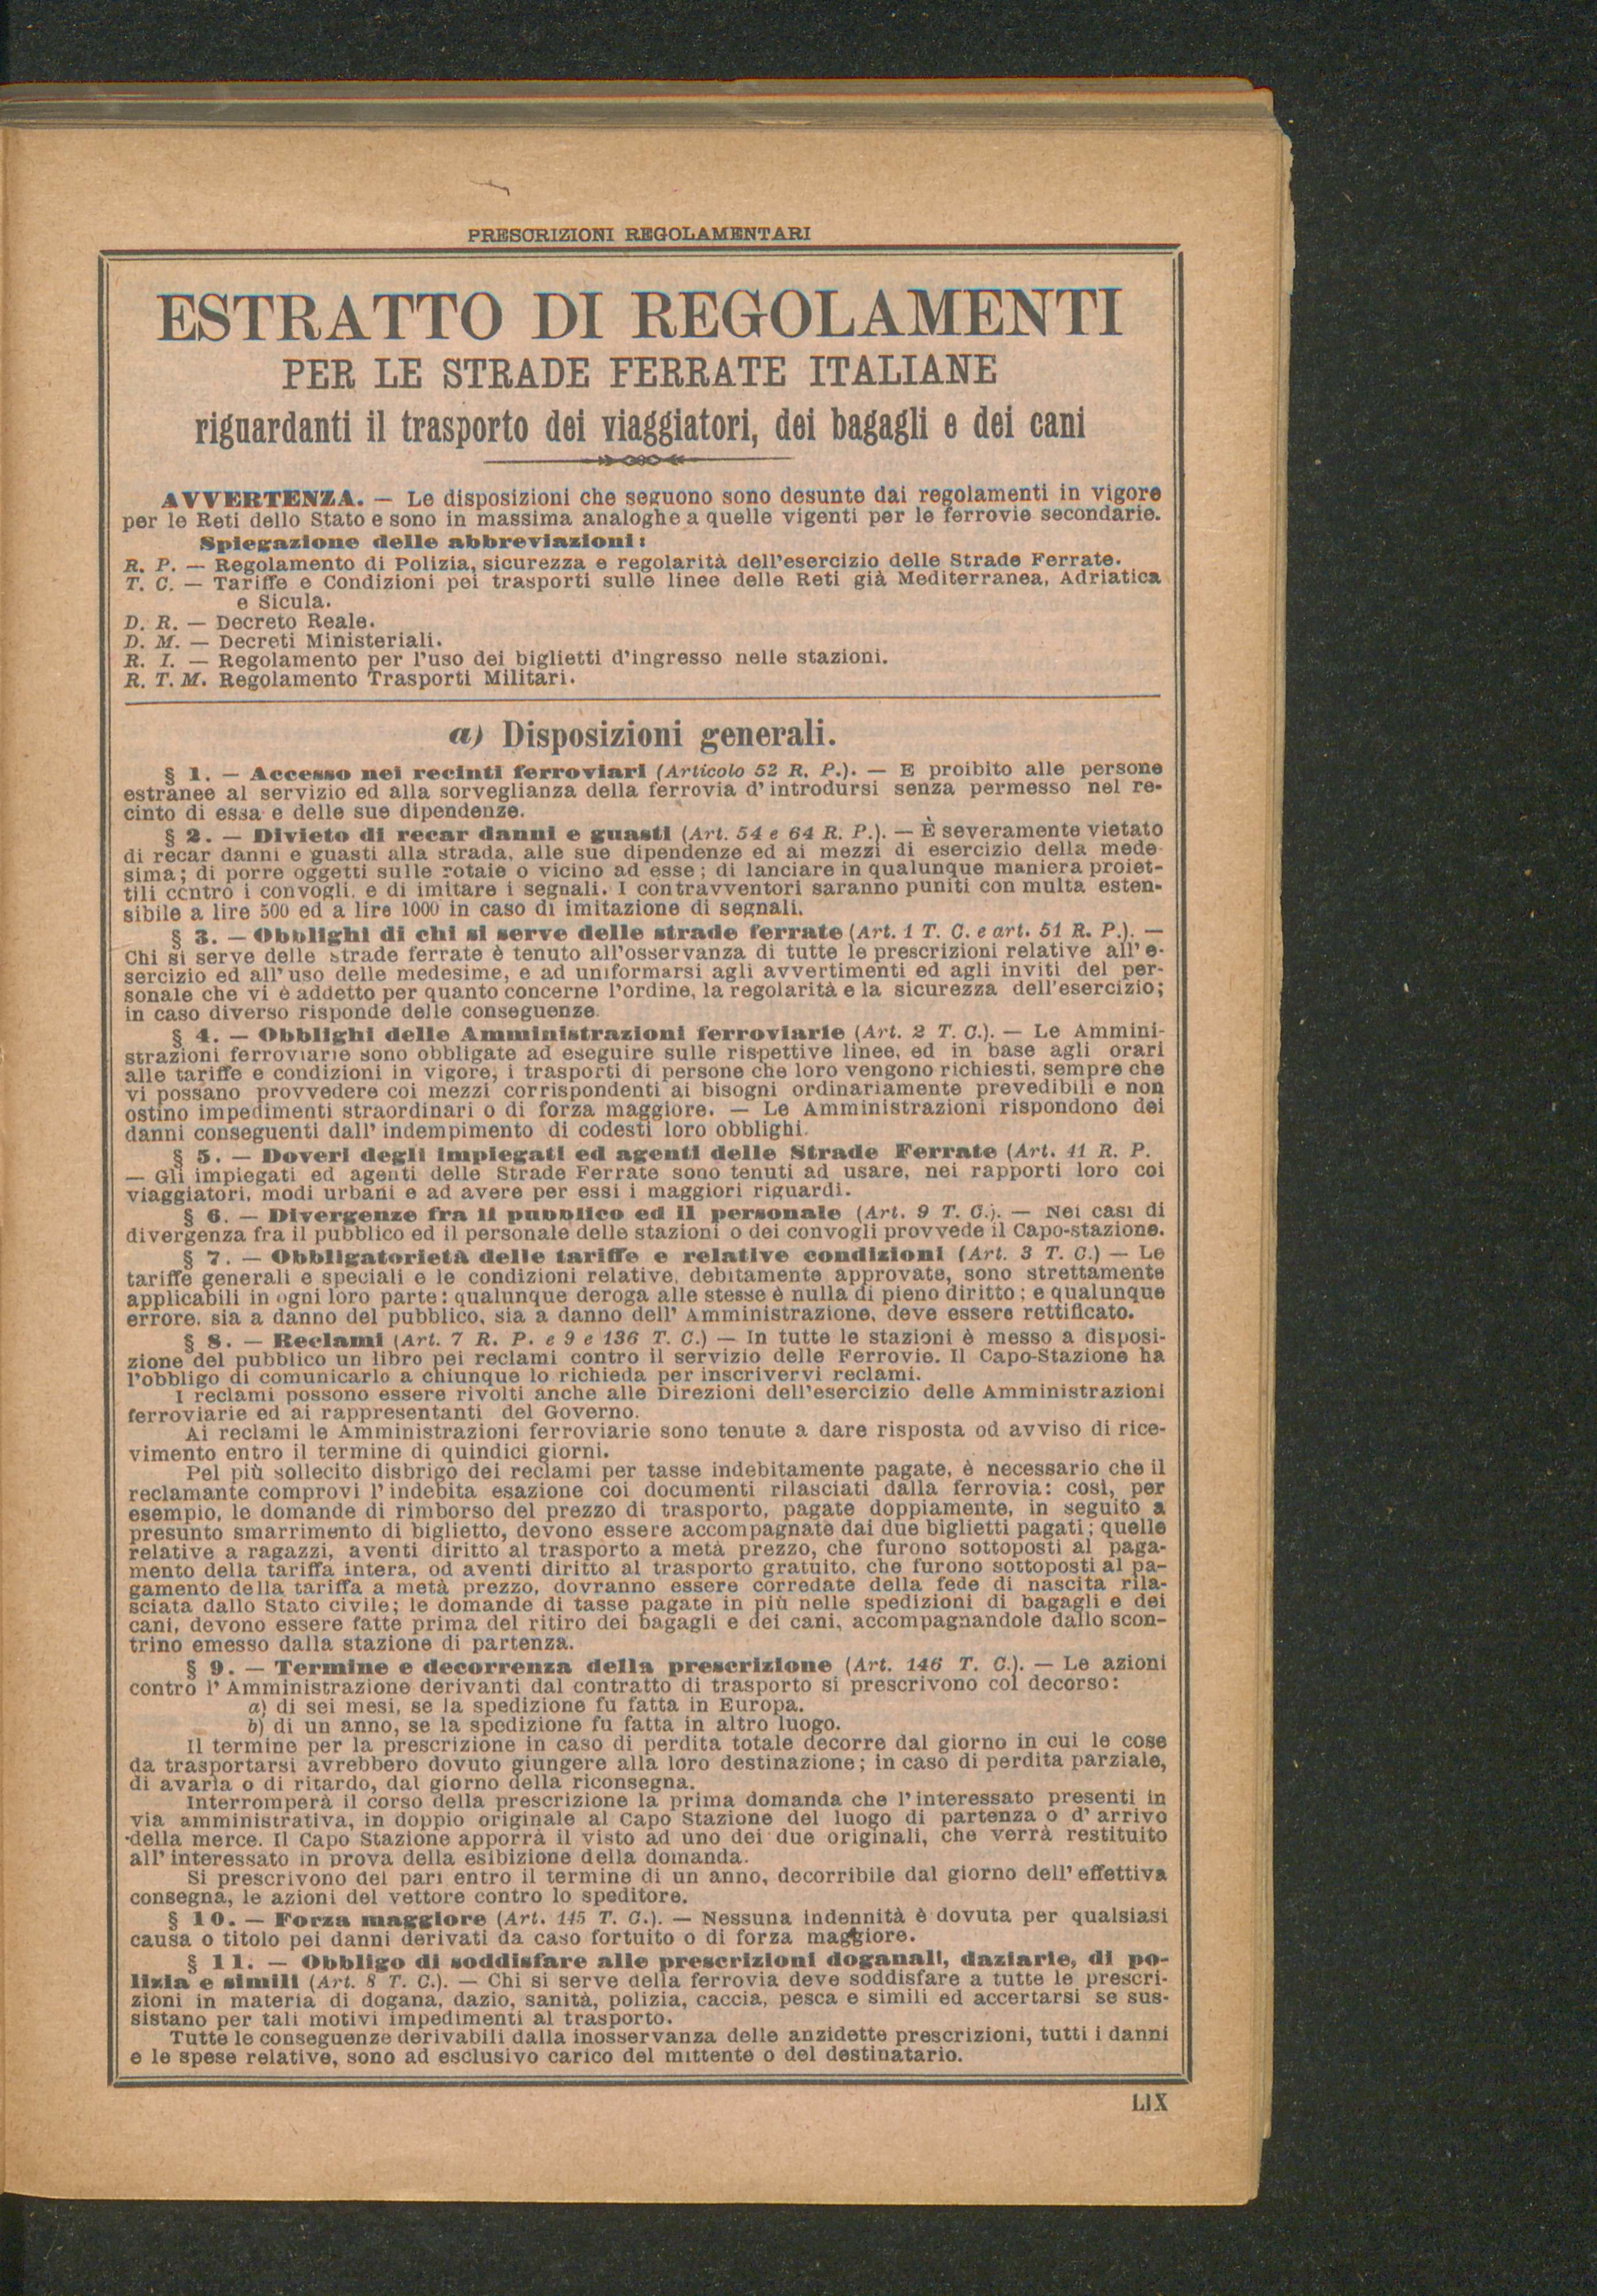 PRESCRIZIONI REGOLAMENTARI
ESTRATTO DI REGOLAMENTI
PER LE STRADE FERRATE ITALIANE
riguardanti il trasporto dei viaggiatori, dei bagagli e dei cani
AVVERTENZA. — Le disposizioni che seguono sono desunte dai regolamenti in vigore
per le Reti dello Stato e sono in massima analoghe a quelle vigenti per le ferrovie secondarie.
Spiegazione delle abbreviazioni:
R. P. — Regolamento di Polizia, sicurezza e regolarità dell'esercizio delle Strade Ferrate.
T. C. — Tariffe e Condizioni pei trasporti sulle linee delle Reti già Mediterranea, Adriatica
e Sicula.
D. R. — Decreto Reale.
D. M. — Decreti Ministeriali.
R. I. — Regolamento per l'uso dei biglietti d'ingresso nelle stazioni.
R. T. M. Regolamento Trasporti Militari.
a) Disposizioni generali.
§ 1. — Accesso nei recinti ferroviari (Articolo 52 R. P.). — E proibito alle persone
estranee al servizio ed alla sorveglianza della ferrovia d' introdursi senza permesso nel re-
cinto di essa e delle sue dipendenze.
§ 2. — Divieto di recar danni e guasti (Art. 54 e 64 R. P.). — È severamente vietato
di recar danni e guasti alla strada, alle sue dipendenze ed ai mezzi di esercizio della mede-
sima; di porre oggetti sulle rotaie o vicino ad esse; di lanciare in qualunque maniera proiet-
tili contro i convogli, e di imitare i segnali. I contravventori saranno puniti con multa esten-
sibile a lire 500 ed a lire 1000 in caso di imitazione di segnali.
§ 3. — Obblighi di chi si serve delle strade ferrate (Art. 1 T. C. e art. 51 R. P.). —
Chi si serve delle strade ferrate è tenuto all'osservanza di tutte le prescrizioni relative all' e-
sercizio ed all' uso delle medesime, e ad uniformarsi agli avvertimenti ed agli inviti del per-
sonale che vi è addetto per quanto concerne l'ordine, la regolarità e la sicurezza dell'esercizio;
in caso diverso risponde delle conseguenze.
§ 4. — Obblighi delle Amministrazioni ferroviarie (Art. 2 T. C.). — Le Ammini-
strazioni ferroviarie sono obbligate ad eseguire sulle rispettive linee, ed in base agli orari
alle tariffe e condizioni in vigore, i trasporti di persone che loro vengono richiesti, sempre che
vi possano provvedere coi mezzi corrispondenti ai bisogni ordinariamente prevedibili e non
ostino impedimenti straordinari o di forza maggiore. — Le Amministrazioni rispondono dei
danni conseguenti dall' indempimento di codesti loro obblighi.
§ 5. — Doveri degli impiegati ed agenti delle Strade Ferrate (Art. 41 R. P.
— Gli impiegati ed agenti delle Strade Ferrate sono tenuti ad usare, nei rapporti loro coi
viaggiatori, modi urbani e ad avere per essi i maggiori riguardi.
§ 6. — Divergenze fra il pubblico ed il personale (Art. 9 T. C.). — Nei casi di
divergenza fra il pubblico ed il personale delle stazioni o dei convogli provvede il Capo-stazione.
§ 7. — Obbligatorietà delle tariffe e relative condizioni (Art. 3 T. C.) — Le
tariffe generali e speciali e le condizioni relative, debitamente approvate, sono strettamente
applicabili in ogni loro parte: qualunque deroga alle stesse è nulla di pieno diritto; e qualunque
errore, sia a danno del pubblico, sia a danno dell' Amministrazione, deve essere rettificato.
§ 8. — Reclami (Art. 7 R. P. e 9 e 136 T. C.) — In tutte le stazioni è messo a disposi-
zione del pubblico un libro pei reclami contro il servizio delle Ferrovie. Il Capo-Stazione ha
l'obbligo di comunicarlo a chiunque lo richieda per inscrivervi reclami.
I reclami possono essere rivolti anche alle Direzioni dell'esercizio delle Amministrazioni
ferroviarie ed ai rappresentanti del Governo.
Ai reclami le Amministrazioni ferroviarie sono tenute a dare risposta od avviso di rice-
vimento entro il termine di quindici giorni.
Pel più sollecito disbrigo dei reclami per tasse indebitamente pagate, è necessario che il
reclamante comprovi l' indebita esazione coi documenti rilasciati dalla ferrovia: così, per
esempio, le domande di rimborso del prezzo di trasporto, pagate doppiamente, in seguito a
presunto smarrimento di biglietto, devono essere accompagnate dai due biglietti pagati; quelle
relative a ragazzi, aventi diritto al trasporto a metà prezzo, che furono sottoposti al paga-
mento della tariffa intera, od aventi diritto al trasporto gratuito, che furono sottoposti al pa-
gamento della tariffa a metà prezzo, dovranno essere corredate della fede di nascita rila-
sciata dallo Stato civile; le domande di tasse pagate in più nelle spedizioni di bagagli e dei
cani, devono essere fatte prima del ritiro dei bagagli e dei cani, accompagnandole dallo scon-
trino emesso dalla stazione di partenza.
§ 9. — Termine e decorrenza della prescrizione (Art. 146 T. C.). — Le azioni
contro l' Amministrazione derivanti dal contratto di trasporto si prescrivono col decorso:
a) di sei mesi, se la spedizione fu fatta in Europa.
b) di un anno, se la spedizione fu fatta in altro luogo.
Il termine per la prescrizione in caso di perdita totale decorre dal giorno in cui le cose
da trasportarsi avrebbero dovuto giungere alla loro destinazione; in caso di perdita parziale,
di avaria o di ritardo, dal giorno della riconsegna.
Interromperà il corso della prescrizione la prima domanda che l' interessato presenti in
via amministrativa, in doppio originale al Capo Stazione del luogo di partenza o d' arrivo
della merce. Il Capo Stazione apporrà il visto ad uno dei due originali, che verrà restituito
all' interessato in prova della esibizione della domanda.
Si prescrivono del pari entro il termine di un anno, decorribile dal giorno dell' effettiva
consegna, le azioni del vettore contro lo speditore.
§ 10. — Forza maggiore (Art. 145 T. C.). — Nessuna indennità è dovuta per qualsiasi
causa o titolo pei danni derivati da caso fortuito o di forza maggiore.
§ 11. — Obbligo di soddisfare alle prescrizioni doganali, daziarie, di po-
lizia e simili (Art. 8 T. C.). — Chi si serve della ferrovia deve soddisfare a tutte le prescri-
zioni in materia di dogana, dazio, sanità, polizia, caccia, pesca e simili ed accertarsi se sus-
sistano per tali motivi impedimenti al trasporto.
Tutte le conseguenze derivabili dalla inosservanza delle anzidette prescrizioni, tutti i danni
e le spese relative, sono ad esclusivo carico del mittente o del destinatario.
LIX